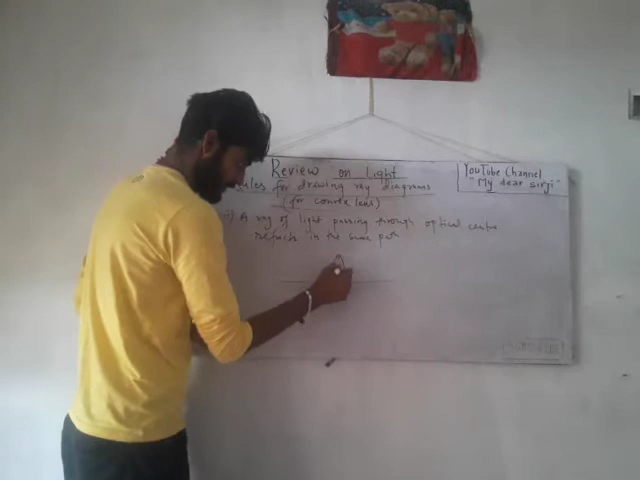 Review on Light
YouTube Channel
"My dear sirji"
rules for drawing ray diagrams
(for convex lens)
i) A ray of light passing through optical centre
refracts in the same path